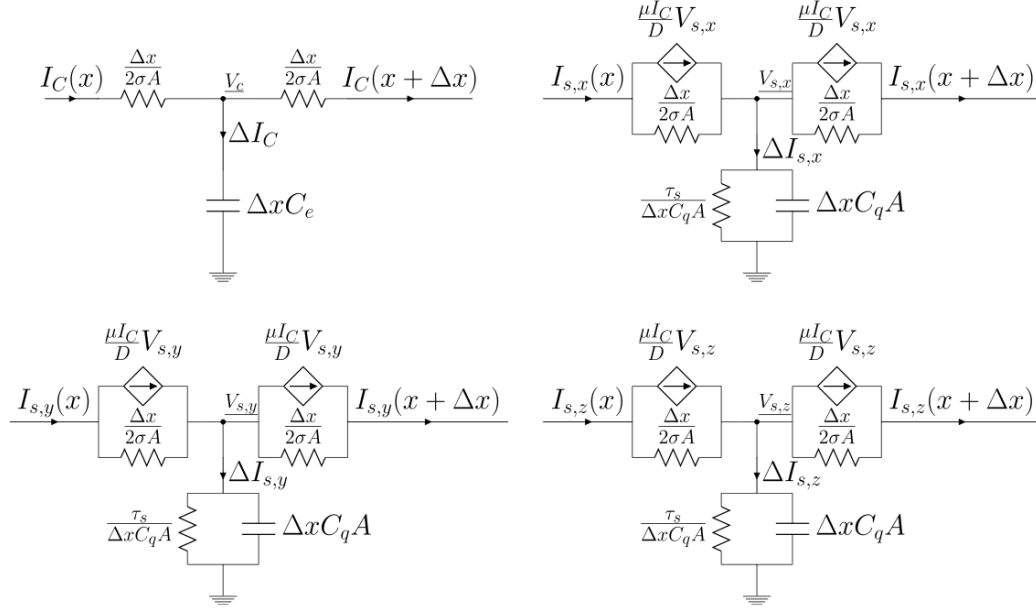 I_C(x) Δx/2σA V_c Δx/2σA I_C(x + Δx)
ΔI_C
ΔxC_e
μI_C/D V_{s,x} μI_C/D V_{s,x}
I_{s,x}(x) Δx/2σA V_{s,x} Δx/2σA I_{s,x}(x + Δx)
ΔI_{s,x}
τ_s/ΔxC_qA ΔxC_qA
μI_C/D V_{s,y} μI_C/D V_{s,y}
I_{s,y}(x) Δx/2σA V_{s,y} Δx/2σA I_{s,y}(x + Δx)
ΔI_{s,y}
τ_s/ΔxC_qA ΔxC_qA
μI_C/D V_{s,z} μI_C/D V_{s,z}
I_{s,z}(x) Δx/2σA V_{s,z} Δx/2σA I_{s,z}(x + Δx)
ΔI_{s,z}
τ_s/ΔxC_qA ΔxC_qA